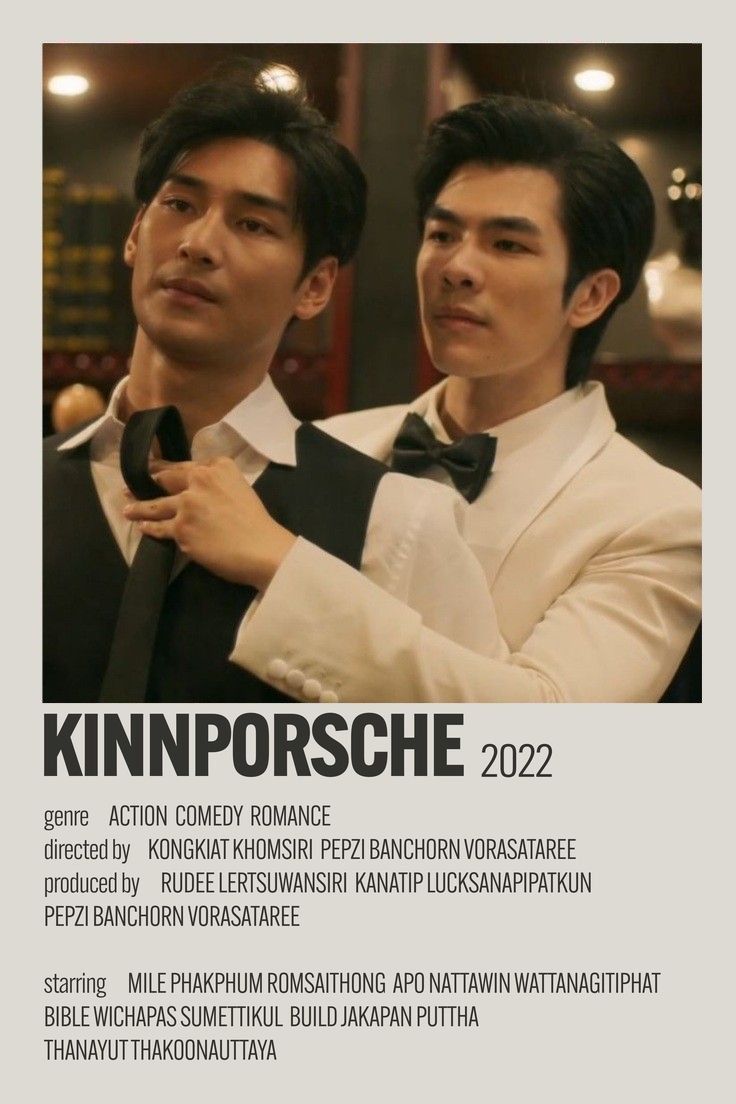 KINNPORSCHE 2022
genre ACTION COMEDY ROMANCE
directed by KONGKIAT KHOMSIRI PEPZI BANCHORN VORASATAREE
produced by RUDEE LERTSUWANSIRI KANATIP LUCKSANAPIPATKUN
PEPZI BANCHORN VORASATAREE
starring MILE PHAKPHUM ROMSAITHONG APO NATTAWIN WATTANAGITIPHAT
BIBLE WICHAPAS SUMETTIKUL BUILD JAKAPAN PUTTHA
THANAYUT THAKOONAUTTAYA